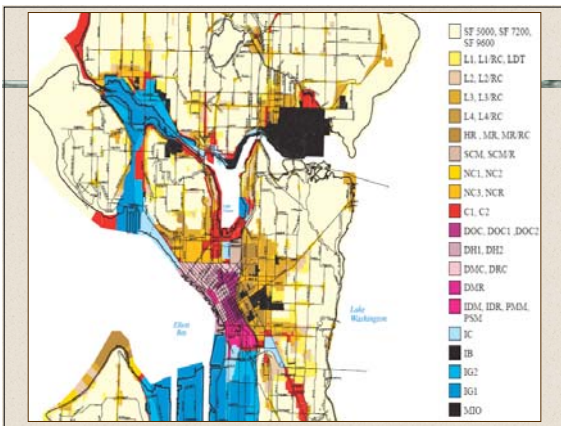 SF 5000, SF 7200,
SF 9600
L1, L1/RC, LDT
L2, L2/RC
L3, L3/RC
L4, L4/RC
HR , MR, MR/RC
SCM, SCM/R
NC1, NC2
NC3, NCR
C1, C2
DOC, DOC1 ,DOC2
DH1, DH2
DMC, DRC
DMR
IDM, IDR, PMM,
PSM
IC
IB
IG2
IG1
MIO
Lake
Washington
Elliott
Bay